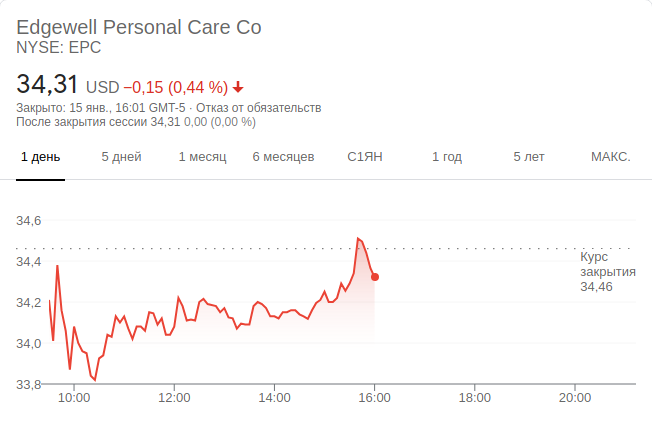 Edgewell Personal Care Co
NYSE: EPC
34,31 USD −0,15 (0,44 %)
Закрыто: 15 янв., 16:01 GMT-5 · Отказ от обязательств
После закрытия сессии 34,31 0,00 (0,00 %)
1 день 5 дней 1 месяц 6 месяцев С1ЯН 1 год 5 лет МАКС.
34,6
34,4
34,2
34,0
33,8
Курс
закрытия
34,46
10:00 12:00 14:00 16:00 18:00 20:00